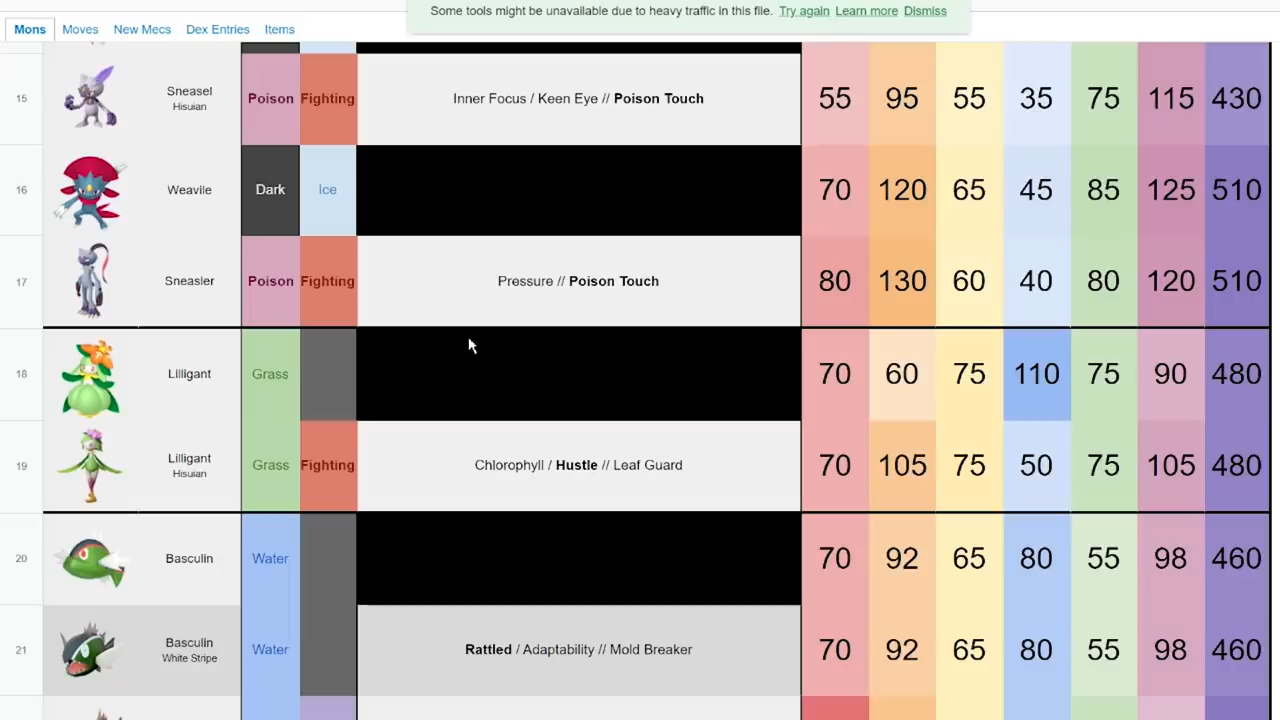 Some tools might be unavailable due to heavy traffic in this file. Try again Learn more Dismiss
Mons Moves New Mecs Dex Entries Items
15 Sneasel Hisuian Poison Fighting Inner Focus / Keen Eye // Poison Touch 55 95 55 35 75 115 430
16 Weavile Dark Ice 70 120 65 45 85 125 510
17 Sneasler Poison Fighting Pressure // Poison Touch 80 130 60 40 80 120 510
18 Lilligant Grass 70 60 75 110 75 90 480
19 Lilligant Hisuian Grass Fighting Chlorophyll / Hustle // Leaf Guard 70 105 75 50 75 105 480
20 Basculin Water 70 92 65 80 55 98 460
21 Basculin White Stripe Water Rattled / Adaptability // Mold Breaker 70 92 65 80 55 98 460